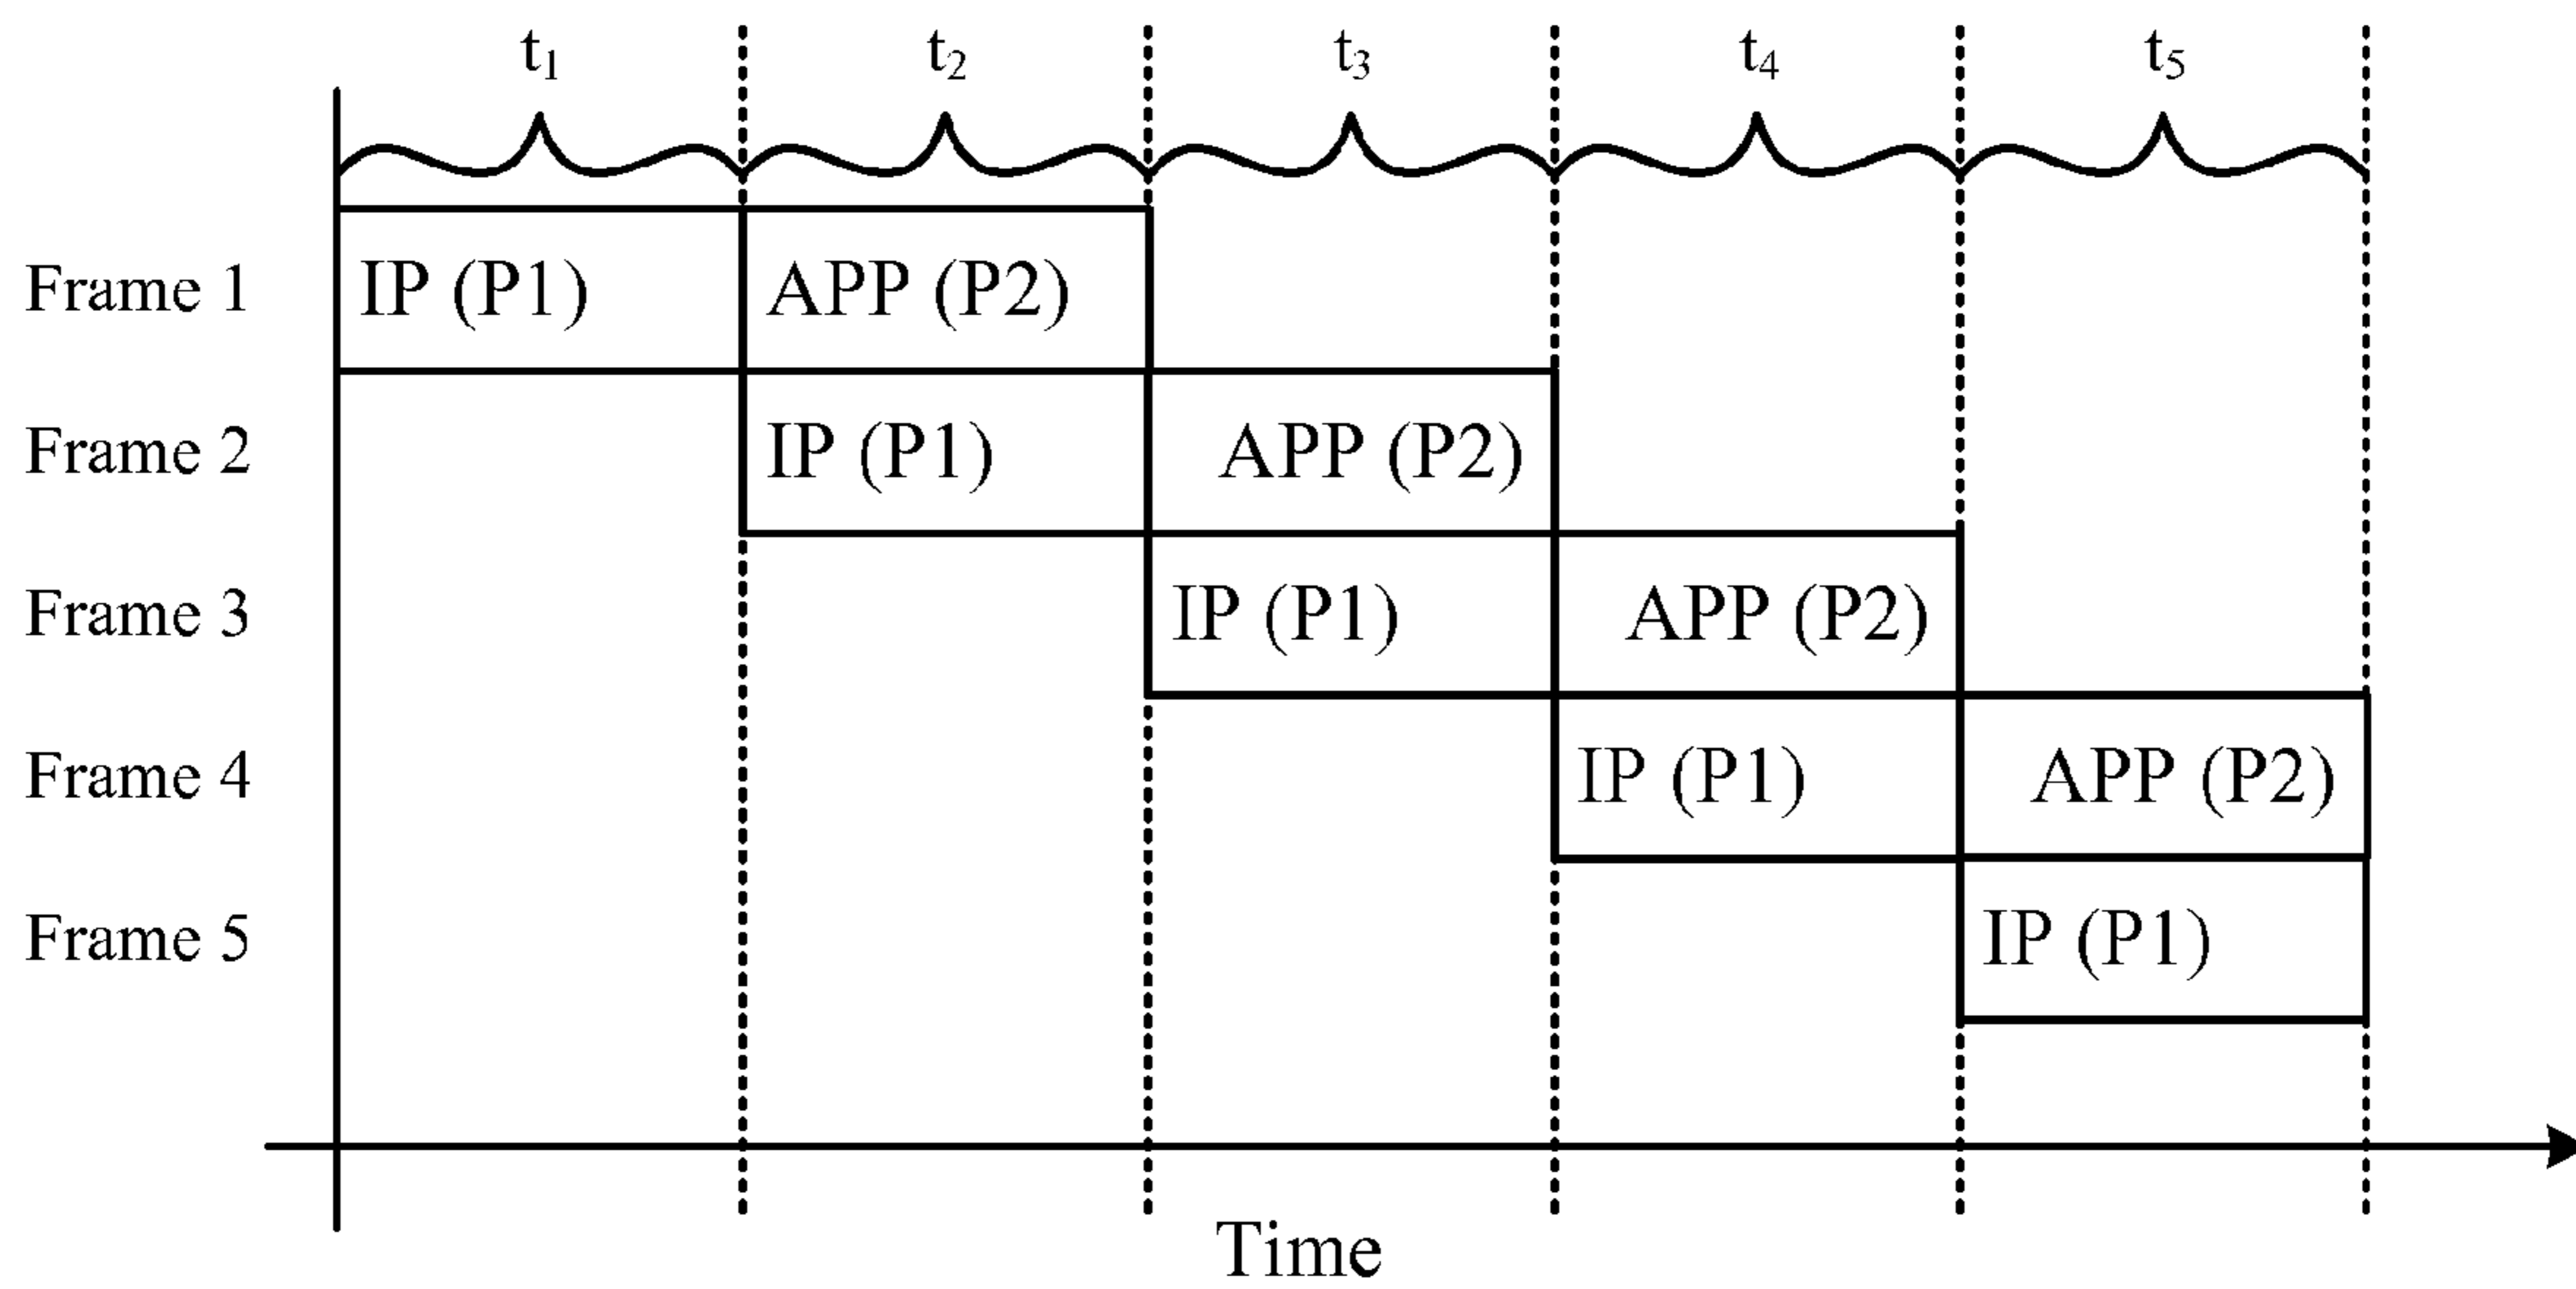 t₁ t₂ t₃ t₄ t₅
Frame 1 IP (P1) APP (P2)
Frame 2 IP (P1) APP (P2)
Frame 3 IP (P1) APP (P2)
Frame 4 IP (P1) APP (P2)
Frame 5 IP (P1)
Time